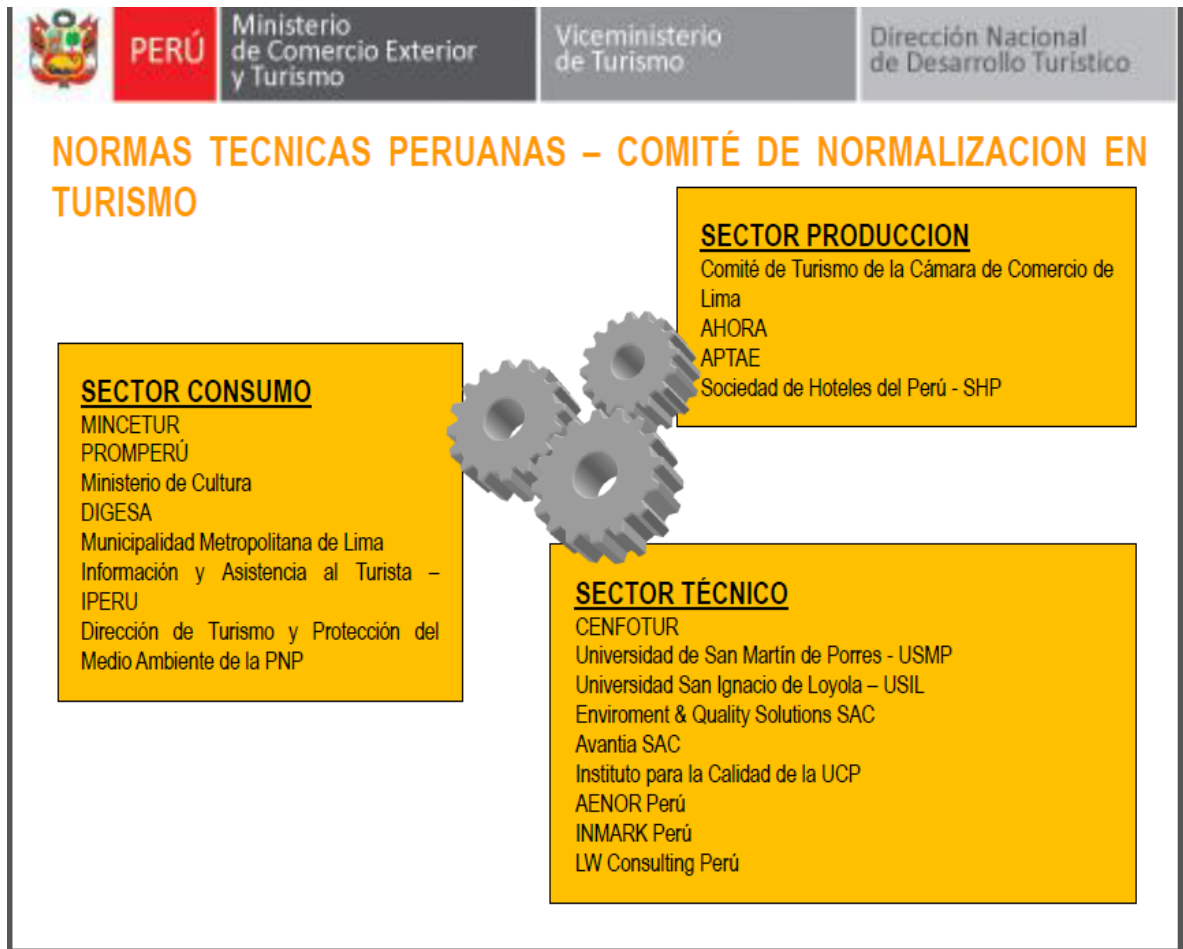 PERÚ
Ministerio
de Comercio Exterior
y Turismo
Viceministerio
de Turismo
Dirección Nacional
de Desarrollo Turístico
NORMAS TECNICAS PERUANAS – COMITÉ DE NORMALIZACION EN
TURISMO
SECTOR PRODUCCION
Comité de Turismo de la Cámara de Comercio de
Lima
AHORA
APTAE
Sociedad de Hoteles del Perú - SHP
SECTOR CONSUMO
MINCETUR
PROMPERÚ
Ministerio de Cultura
DIGESA
Municipalidad Metropolitana de Lima
Información y Asistencia al Turista –
IPERU
Dirección de Turismo y Protección del
Medio Ambiente de la PNP
SECTOR TÉCNICO
CENFOTUR
Universidad de San Martín de Porres - USMP
Universidad San Ignacio de Loyola – USIL
Enviroment & Quality Solutions SAC
Avantia SAC
Instituto para la Calidad de la UCP
AENOR Perú
INMARK Perú
LW Consulting Perú